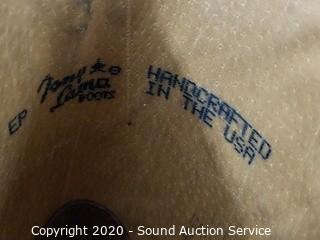 EP
Tony Lama
BOOTS
HANDCRAFTED
IN THE USA
Copyright 2020 - Sound Auction Service